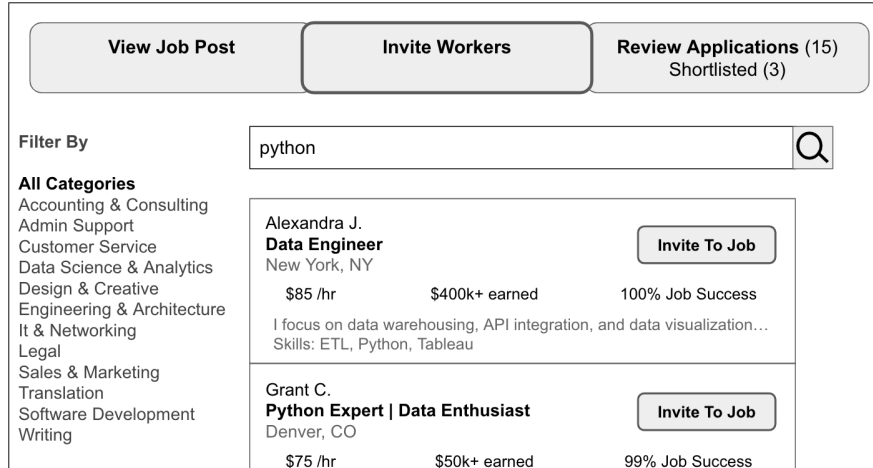 View Job Post
Invite Workers
Review Applications (15)
Shortlisted (3)
Filter By
All Categories
Accounting & Consulting
Admin Support
Customer Service
Data Science & Analytics
Design & Creative
Engineering & Architecture
It & Networking
Legal
Sales & Marketing
Translation
Software Development
Writing
python
Alexandra J.
Data Engineer
New York, NY
Invite To Job
$85 /hr $400k+ earned 100% Job Success
I focus on data warehousing, API integration, and data visualization…
Skills: ETL, Python, Tableau
Grant C.
Python Expert | Data Enthusiast
Denver, CO
Invite To Job
$75 /hr $50k+ earned 99% Job Success